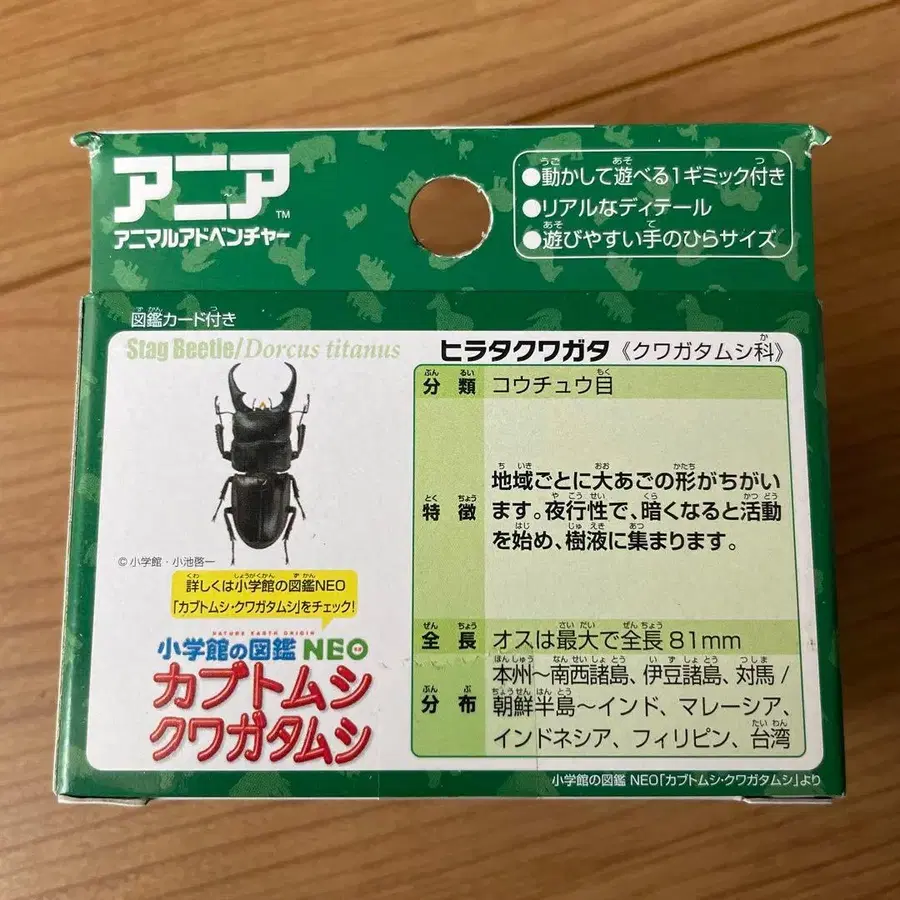 アニア™
アニマルアドベンチャー
●動かして遊べる1ギミック付き
●リアルなディテール
●遊びやすい手のひらサイズ
図鑑カード付き
Stag Beetle/Dorcus titanus
ヒラタクワガタ《クワガタムシ科》
分類 コウチュウ目
特徴 地域ごとに大あごの形がちがい
ます。夜行性で、暗くなると活動
を始め、樹液に集まります。
全長 オスは最大で全長 81mm
分布 本州〜南西諸島、伊豆諸島、対馬 /
朝鮮半島〜インド、マレーシア、
インドネシア、フィリピン、台湾
© 小学館・小池啓一
詳しくは小学館の図鑑NEO
「カブトムシ・クワガタムシ」をチェック!
NATURE EARTH ORIGIN
小学館の図鑑 NEO
カブトムシ
クワガタムシ
小学館の図鑑 NEO「カブトムシ・クワガタムシ」より